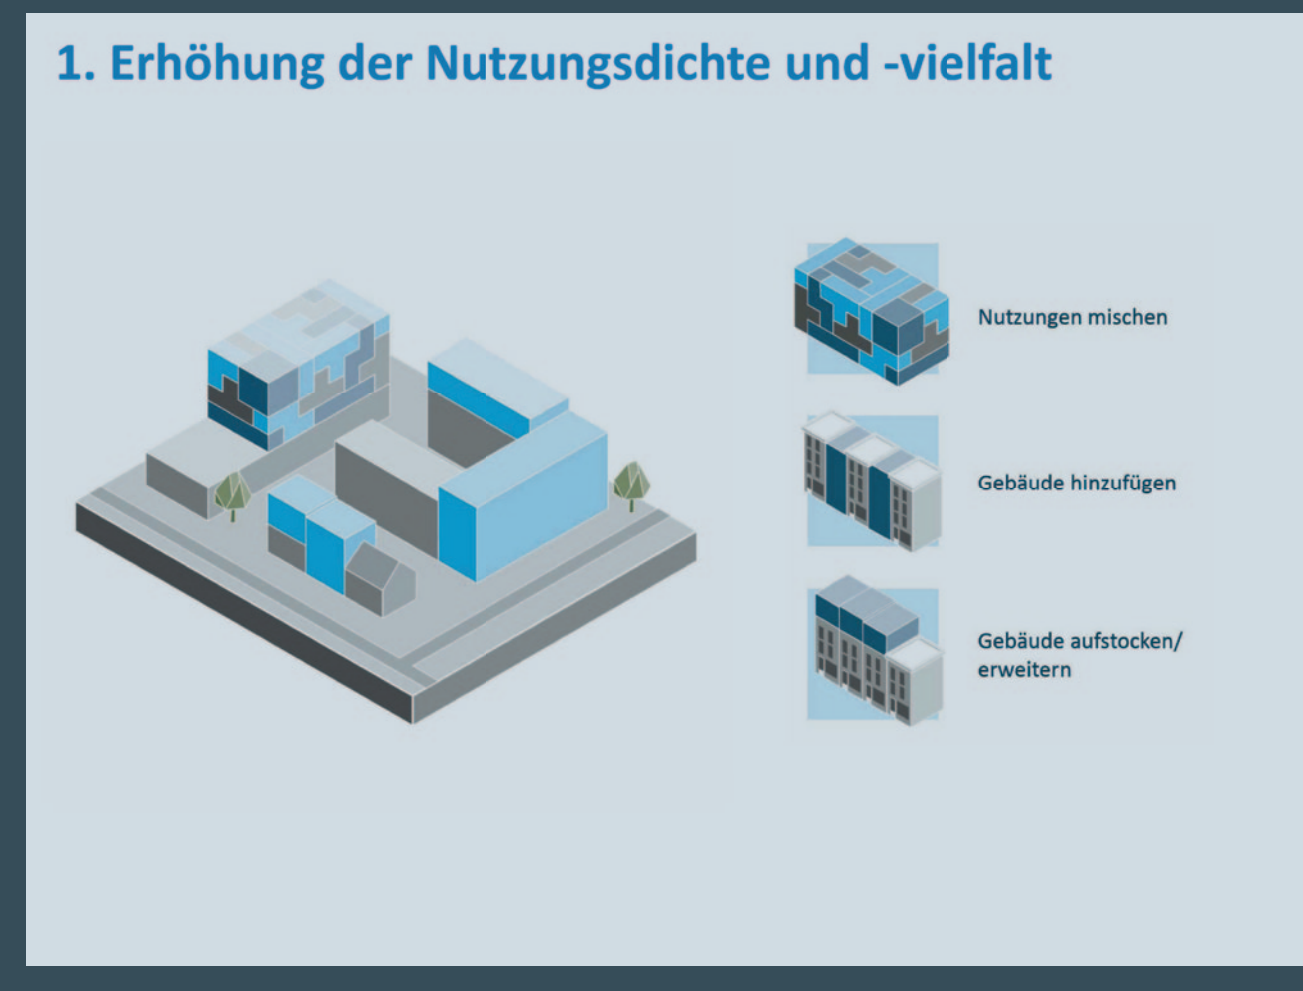 1. Erhöhung der Nutzungsdichte und -vielfalt
Nutzungen mischen
Gebäude hinzufügen
Gebäude aufstocken/
erweitern